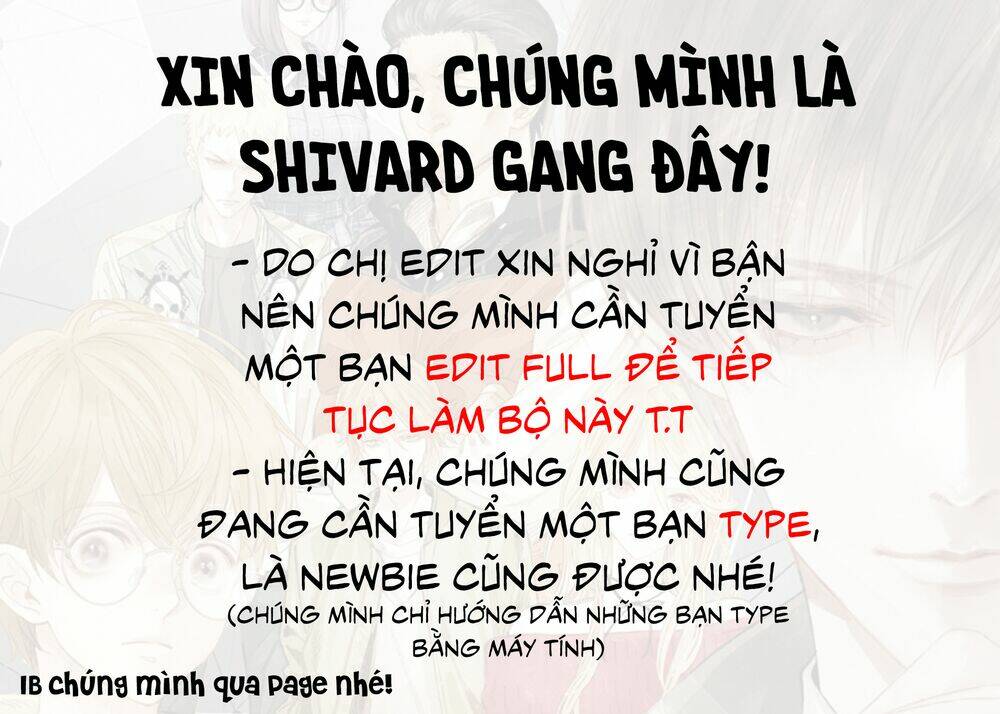 XIN CHÀO, CHÚNG MÌNH LÀ
SHIVARD GANG ĐÂY!
- DO CHỊ EDIT XIN NGHỈ VÌ BẬN
NÊN CHÚNG MÌNH CẦN TUYỂN
MỘT BẠN EDIT FULL ĐỂ TIẾP
TỤC LÀM BỘ NÀY T.T
- HIỆN TẠI, CHÚNG MÌNH CŨNG
ĐANG CẦN TUYỂN MỘT BẠN TYPE,
LÀ NEWBIE CŨNG ĐƯỢC NHÉ!
(CHÚNG MÌNH CHỈ HƯỚNG DẪN NHỮNG BẠN TYPE
BẰNG MÁY TÍNH)
IB chúng mình qua page nhé!